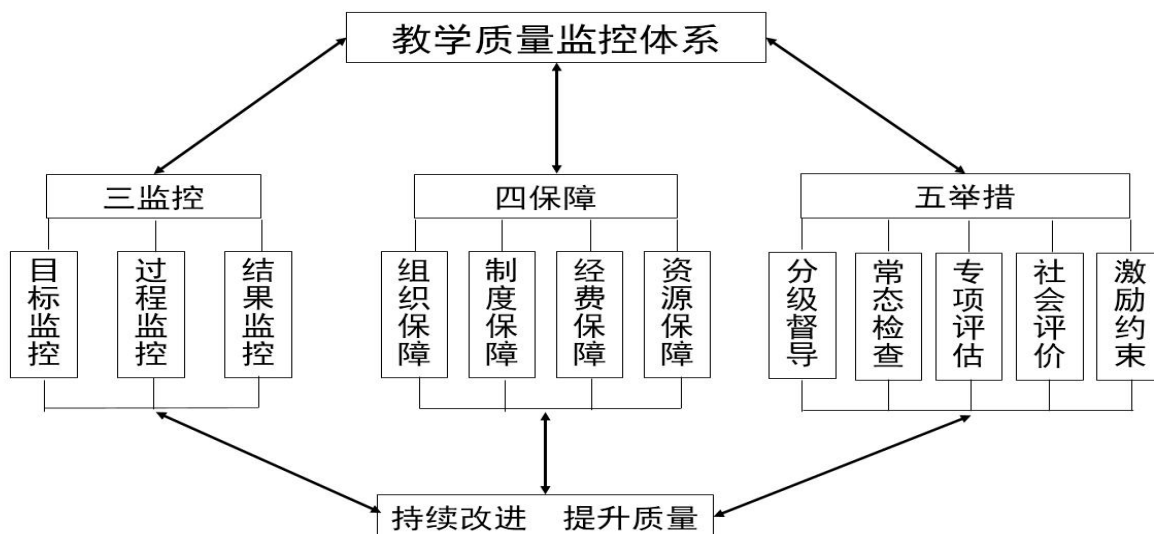 教学质量监控体系
三监控
四保障
五举措
目标监控
过程监控
结果监控
组织保障
制度保障
经费保障
资源保障
分级督导
常态检查
专项评估
社会评价
激励约束
持续改进 提升质量